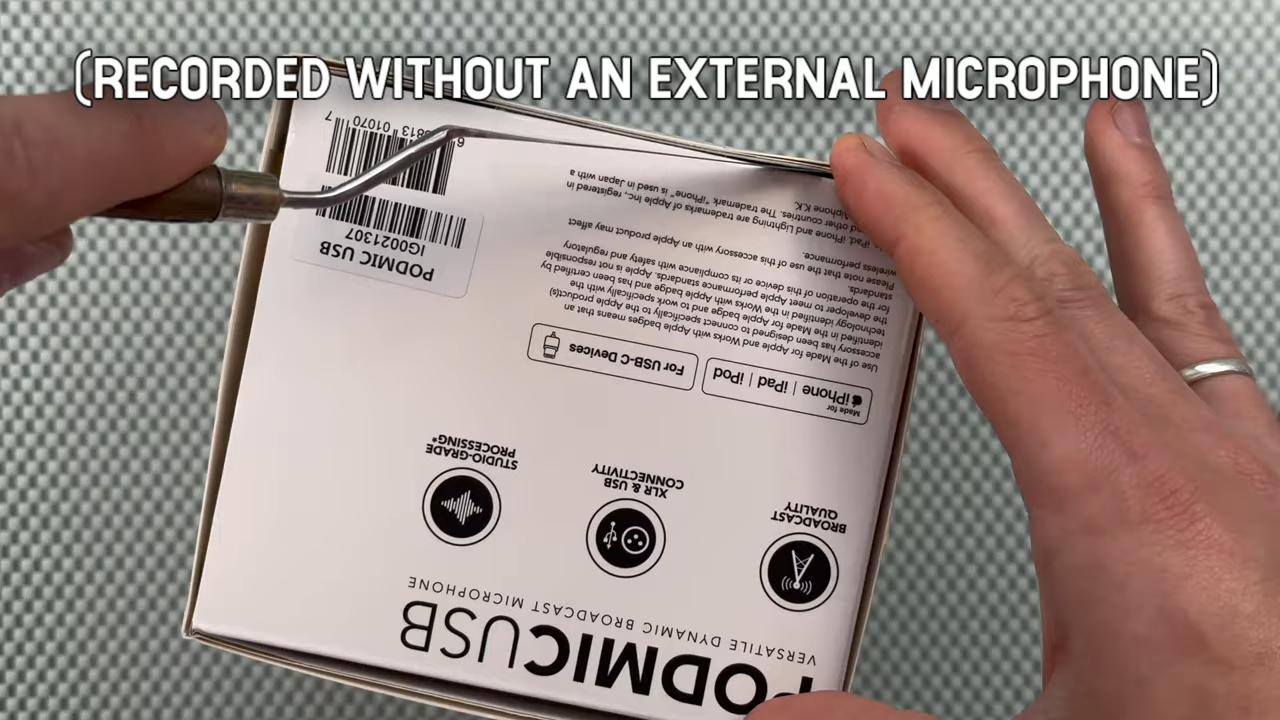 (RECORDED WITHOUT AN EXTERNAL MICROPHONE)
PODMICUSB
VERSATILE DYNAMIC BROADCAST MICROPHONE
BROADCAST
QUALITY
XLR & USB
CONNECTIVITY
STUDIO-GRADE
PROCESSING*
Made for
iPhone | iPad | iPod
For USB-C Devices
Use of the Made for Apple and Works with Apple badges means that an
accessory has been designed to connect specifically to the Apple product(s)
identified in the Made for Apple badge and to work specifically with the
technology identified in the Works with Apple badge and has been certified by
the developer to meet Apple performance standards. Apple is not responsible
for the operation of this device or its compliance with safety and regulatory
standards.
Please note that the use of this accessory with an Apple product may affect
wireless performance.
iPad, iPhone, and Lightning are trademarks of Apple Inc., registered in
and other countries. The trademark "iPhone" is used in Japan with a
Aiphone K.K.
PODMIC USB
IG0021307
6 01070 7